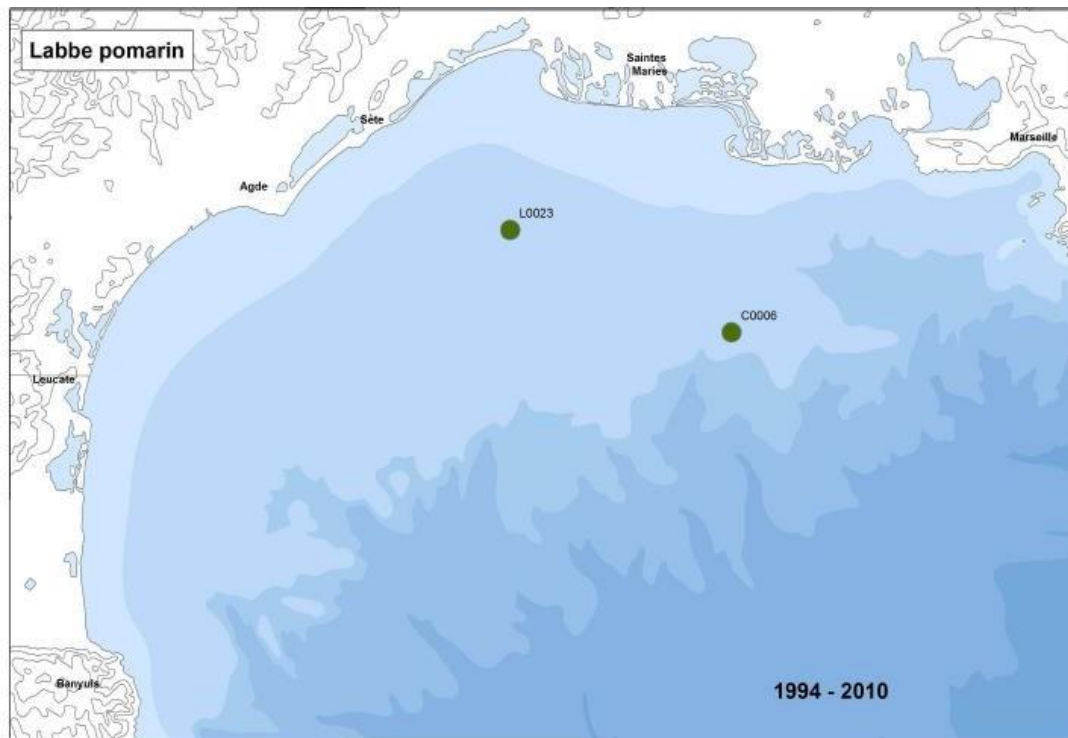 Labbe pomarin
Saintes
Maries
Sète
Marseille
Agde
L0023
C0006
Leucate
Banyuls
1994 - 2010